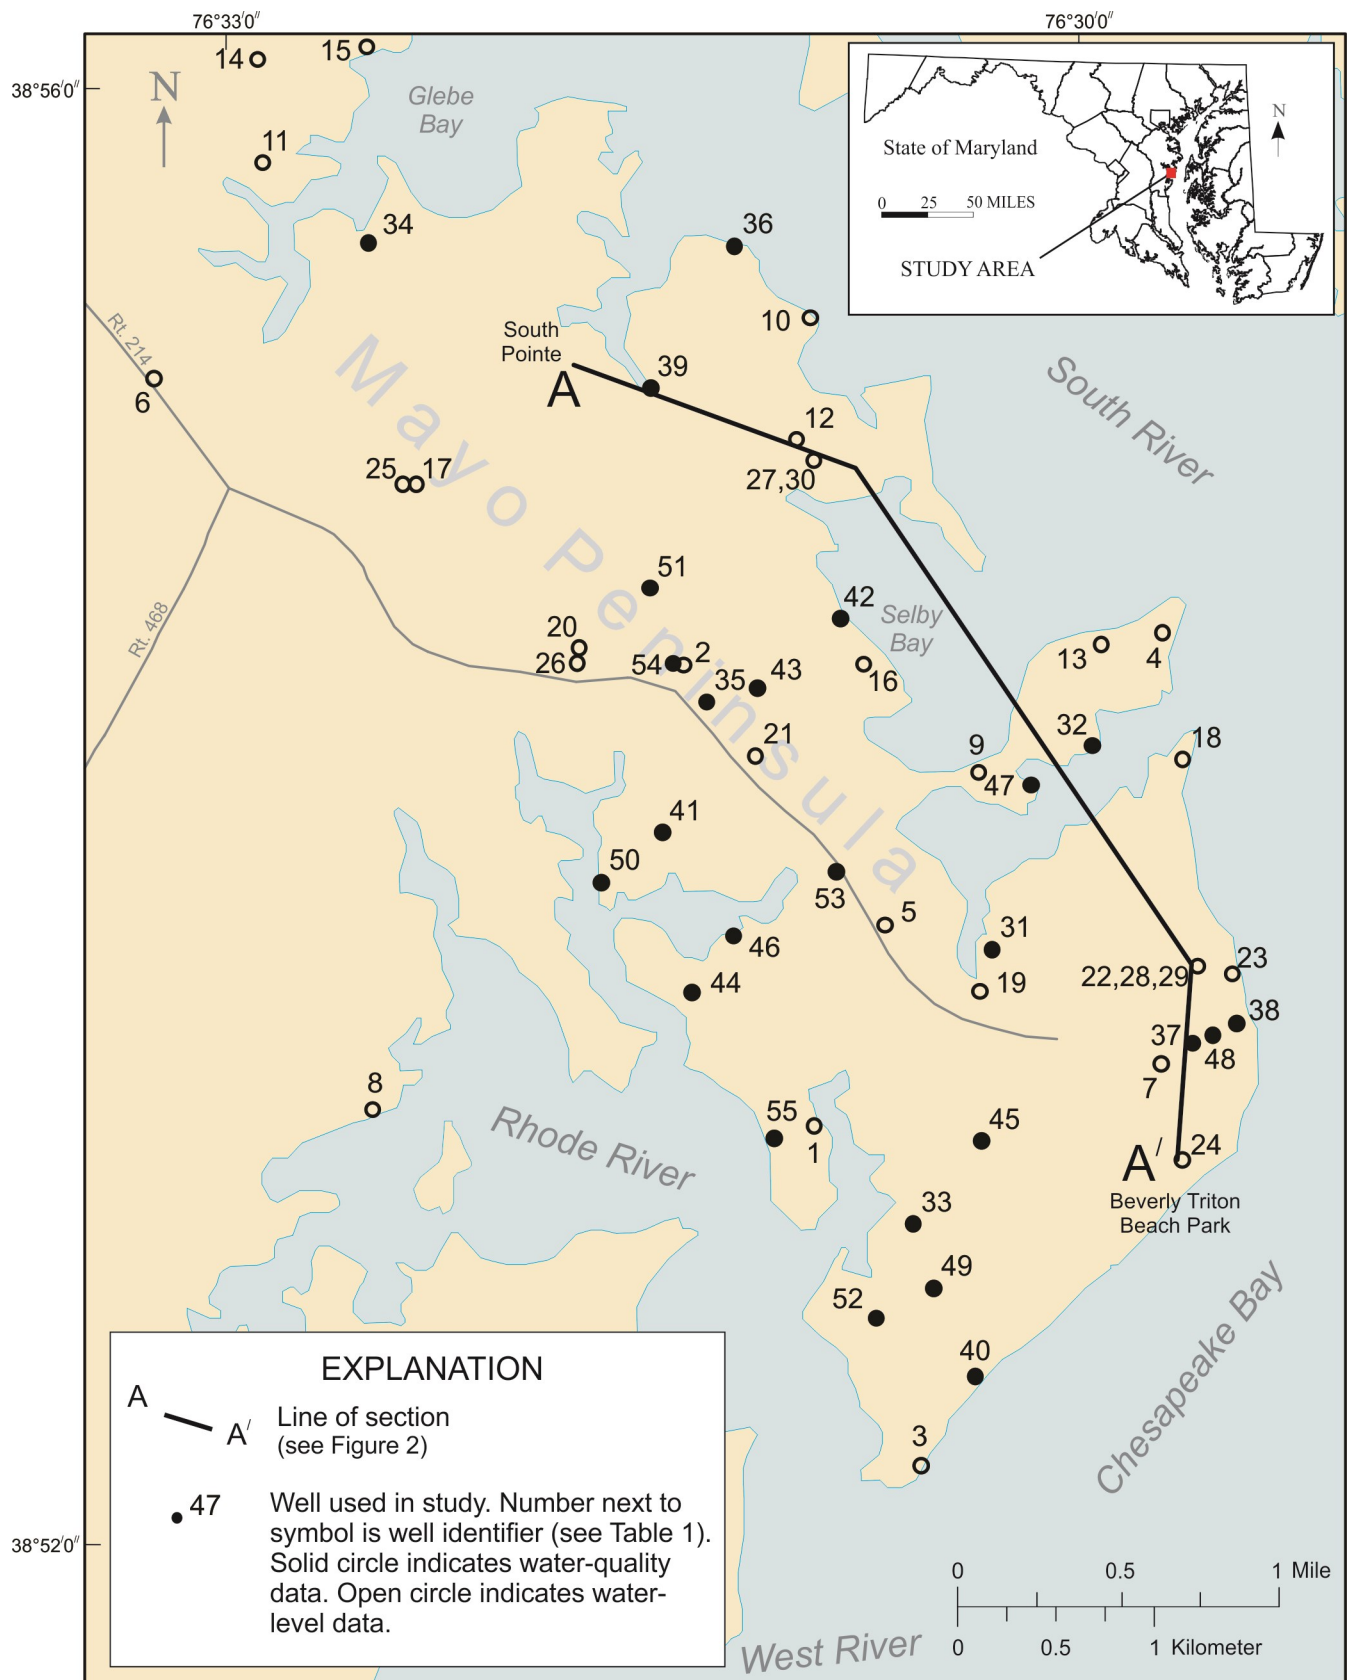 76°33'0"
76°30'0"
38°56'0"
38°52'0"
14
15
N
Glebe
Bay
11
34
36
State of Maryland
N
0 25 50 MILES
STUDY AREA
10
South
Pointe
A
39
Rt. 214
6
Mayo Peninsula
South River
12
27,30
25
17
51
42
Selby
Bay
Rt. 468
20
26
54
2
35
43
16
13
4
21
32
9
47
18
41
50
53
5
46
31
44
19
22,28,29
23
38
37
48
7
8
Rhode River
55
1
45
A'
24
Beverly Triton
Beach Park
33
49
52
40
3
Chesapeake Bay
EXPLANATION
A
A'
Line of section
(see Figure 2)
47
Well used in study. Number next to
symbol is well identifier (see Table 1).
Solid circle indicates water-quality
data. Open circle indicates water-
level data.
0 0.5 1 Mile
0 0.5 1 Kilometer
West River